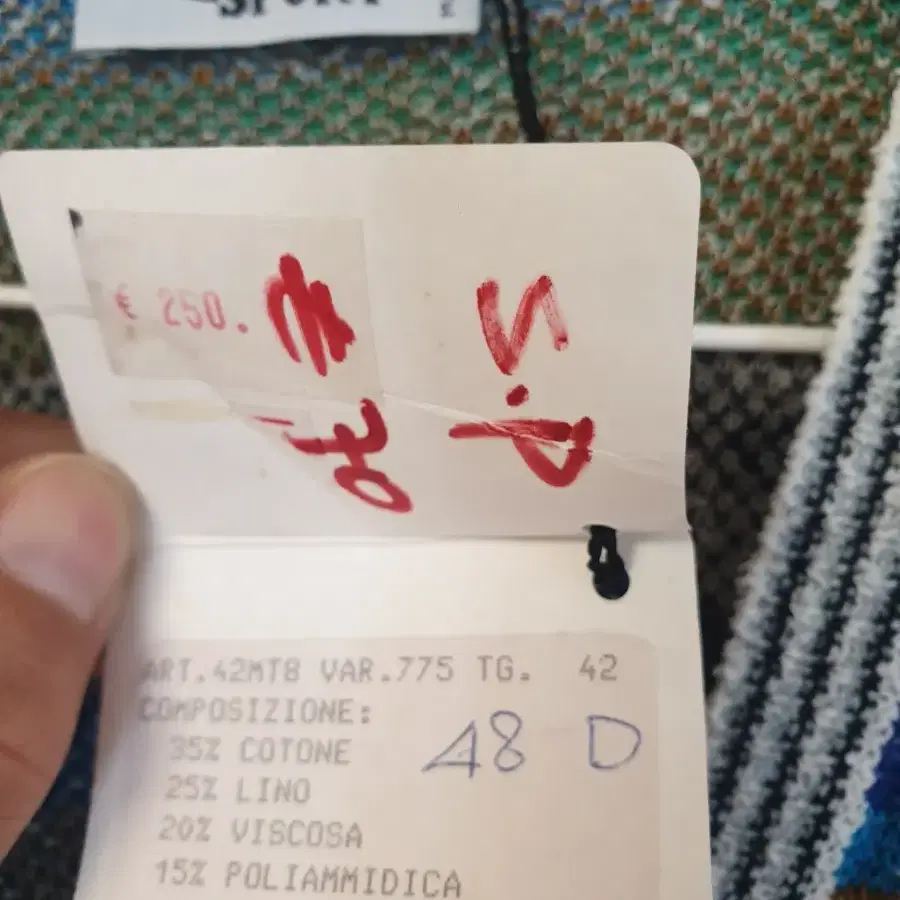 SPORT
€ 250.
ART.42MT8 VAR.775 TG. 42
COMPOSIZIONE:
48 D
35% COTONE
25% LINO
20% VISCOSA
15% POLIAMMIDICA